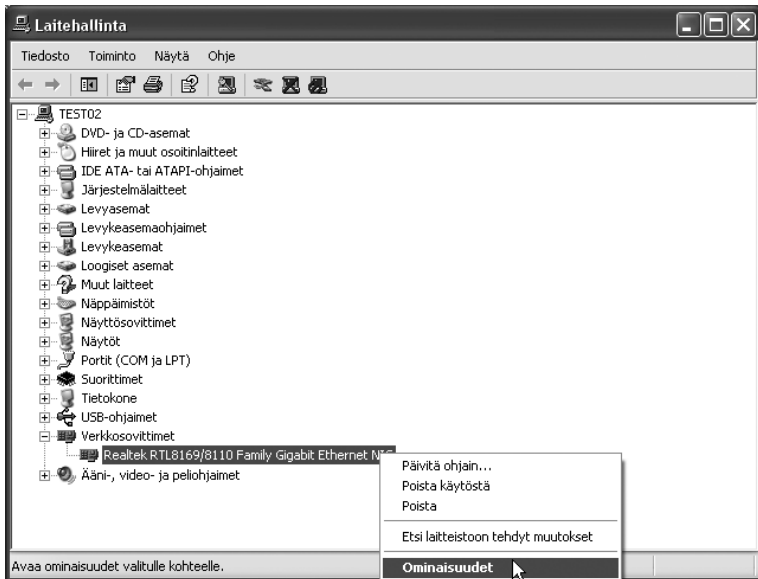 Laitehallinta
Tiedosto Toiminto Näytä Ohje
TEST02
DVD- ja CD-asemat
Hiiret ja muut osoitinlaitteet
IDE ATA- tai ATAPI-ohjaimet
Järjestelmälaitteet
Levyasemat
Levykeasemaohjaimet
Levykeasemat
Loogiset asemat
Muut laitteet
Näppäimistöt
Näyttösovittimet
Näytöt
Portit (COM ja LPT)
Suorittimet
Tietokone
USB-ohjaimet
Verkkosovittimet
Realtek RTL8169/8110 Family Gigabit Ethernet NIC
Ääni-, video- ja peliohjaimet
Päivitä ohjain...
Poista käytöstä
Poista
Etsi laitteistoon tehdyt muutokset
Ominaisuudet
Avaa ominaisuudet valitulle kohteelle.